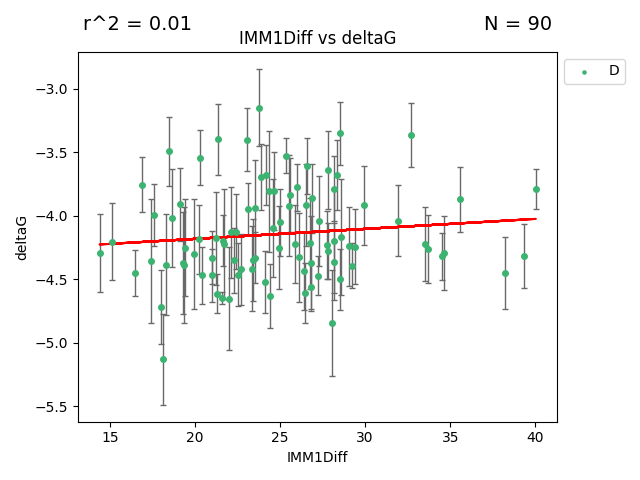 r^2 = 0.01
N = 90
IMM1Diff vs deltaG
D
deltaG
−3.0
−3.5
−4.0
−4.5
−5.0
−5.5
15 20 25 30 35 40
IMM1Diff